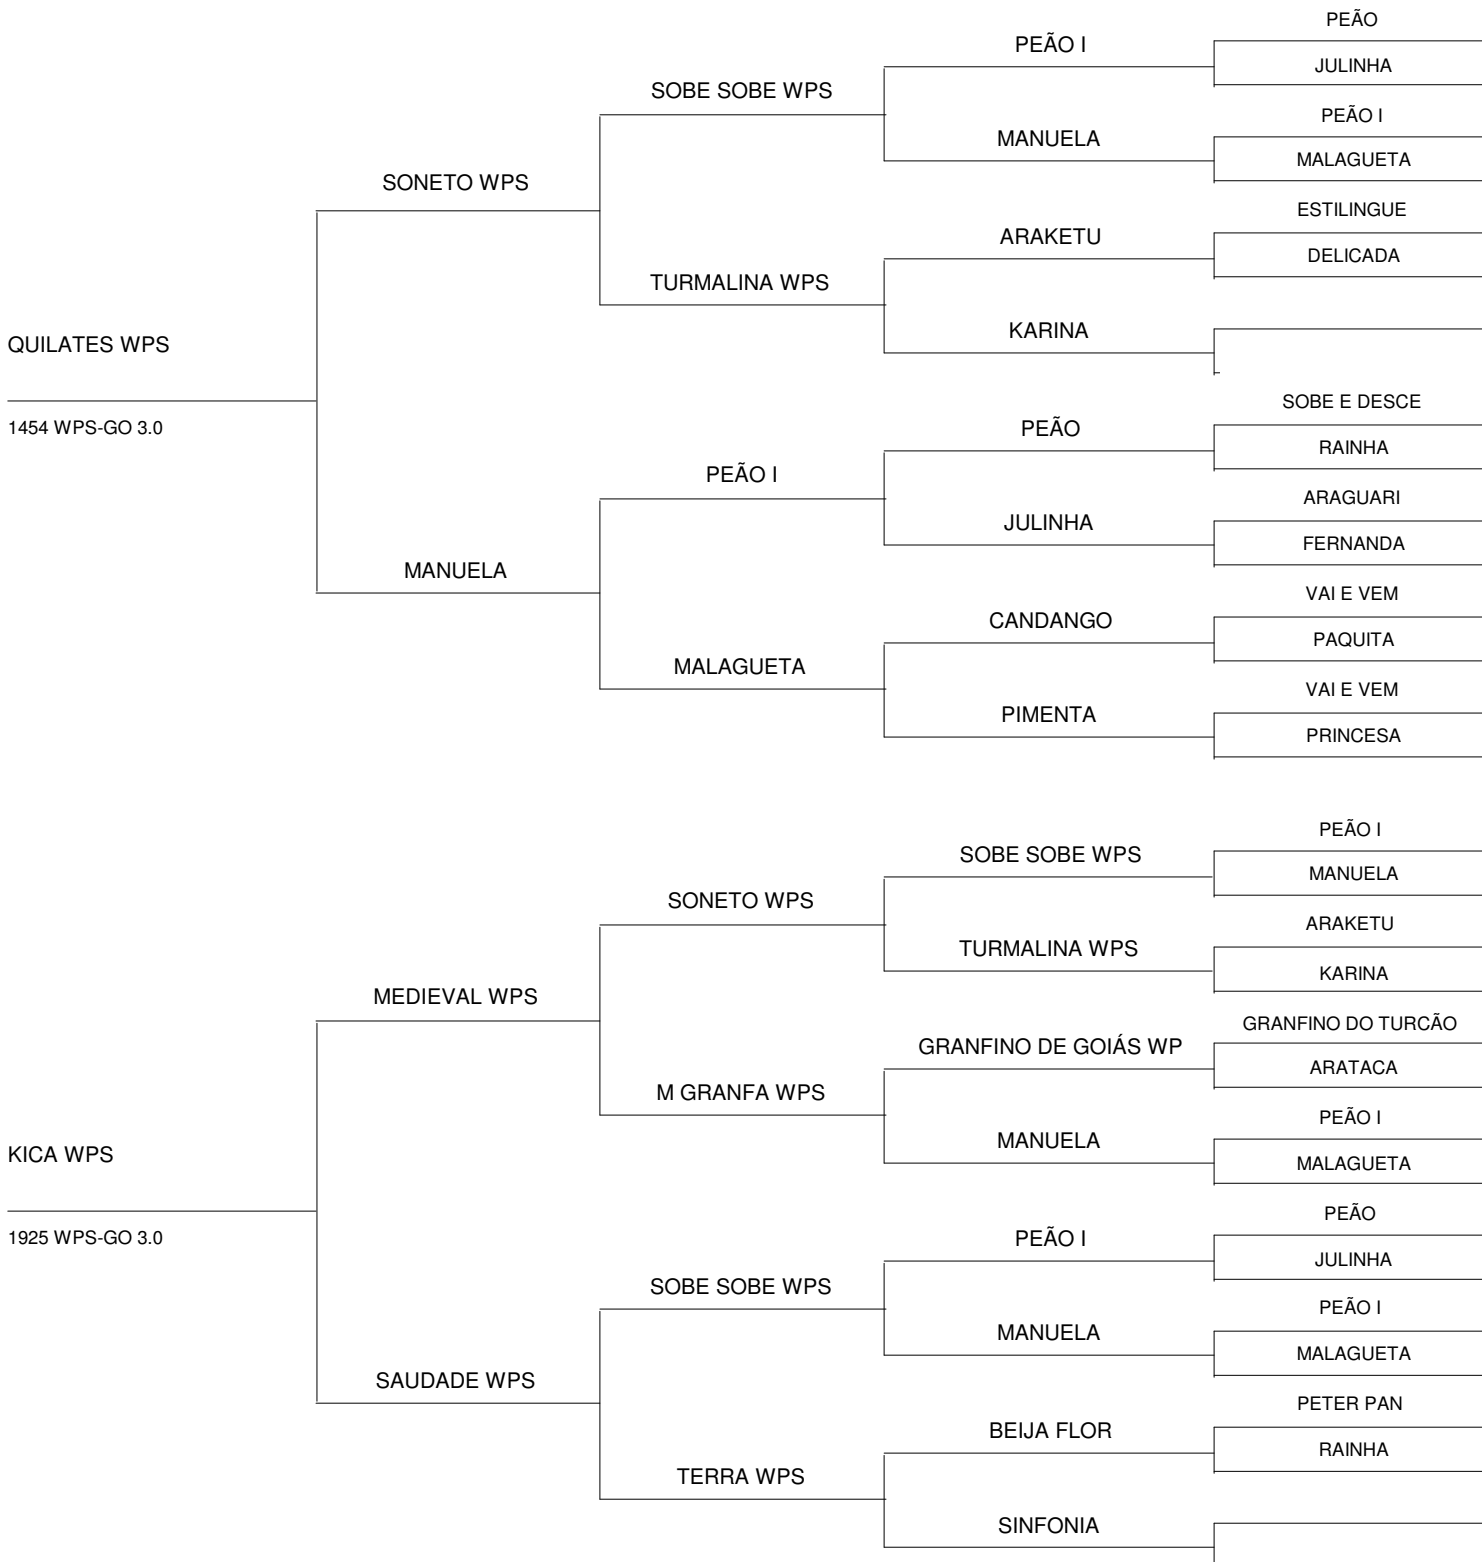 PEÃO
PEÃO I
JULINHA
SOBE SOBE WPS
PEÃO I
MANUELA
MALAGUETA
SONETO WPS
ESTILINGUE
ARAKETU
DELICADA
TURMALINA WPS
KARINA
QUILATES WPS
SOBE E DESCE
1454 WPS-GO 3.0
PEÃO
RAINHA
PEÃO I
ARAGUARI
JULINHA
FERNANDA
MANUELA
VAI E VEM
CANDANGO
PAQUITA
MALAGUETA
VAI E VEM
PIMENTA
PRINCESA
PEÃO I
SOBE SOBE WPS
MANUELA
SONETO WPS
ARAKETU
TURMALINA WPS
KARINA
MEDIEVAL WPS
GRANFINO DO TURCÃO
GRANFINO DE GOIÁS WP
ARATACA
M GRANFA WPS
PEÃO I
MANUELA
KICA WPS
MALAGUETA
PEÃO
1925 WPS-GO 3.0
PEÃO I
JULINHA
SOBE SOBE WPS
PEÃO I
MANUELA
MALAGUETA
SAUDADE WPS
PETER PAN
BEIJA FLOR
RAINHA
TERRA WPS
SINFONIA